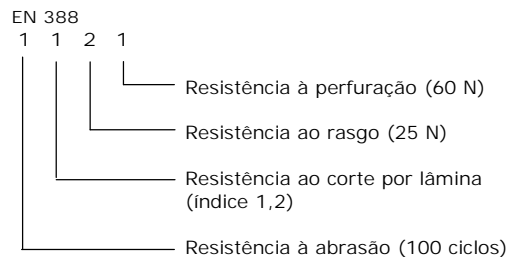 EN 388
1 1 2 1
Resistência à perfuração (60 N)
Resistência ao rasgo (25 N)
Resistência ao corte por lâmina
(índice 1,2)
Resistência à abrasão (100 ciclos)